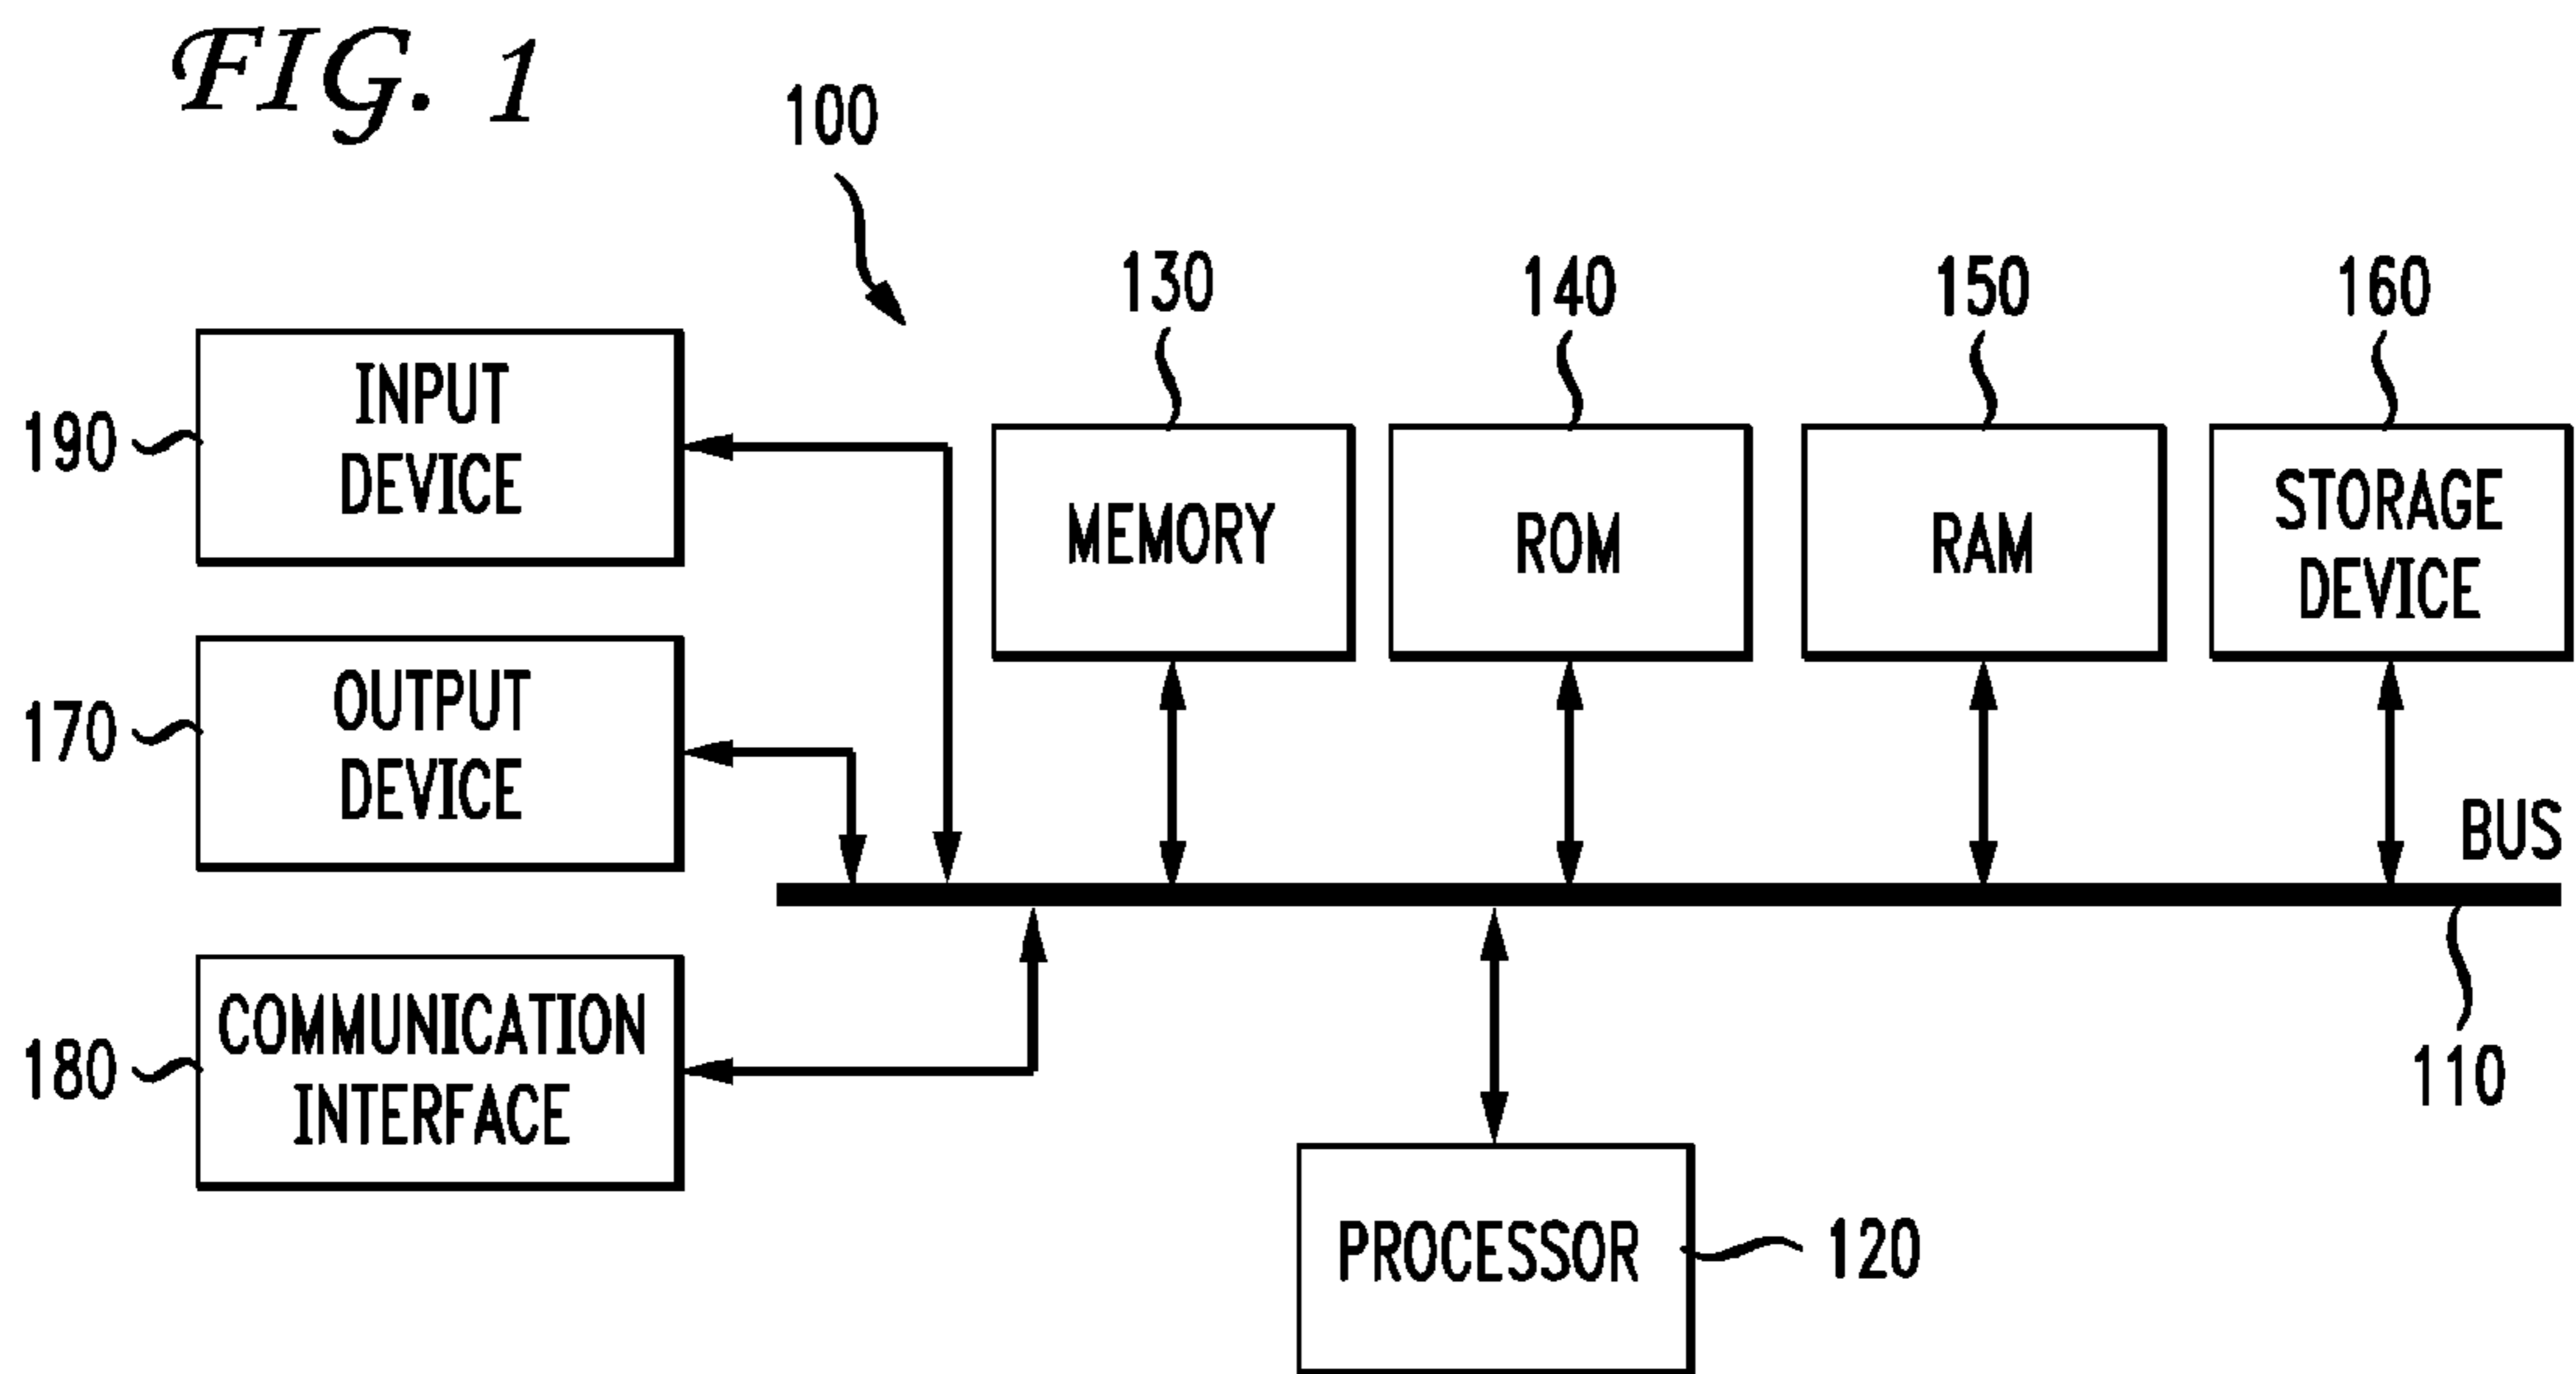 FIG. 1
100
130
140
150
160
190
INPUT
DEVICE
MEMORY
ROM
RAM
STORAGE
DEVICE
170
OUTPUT
DEVICE
BUS
180
COMMUNICATION
INTERFACE
110
PROCESSOR
120